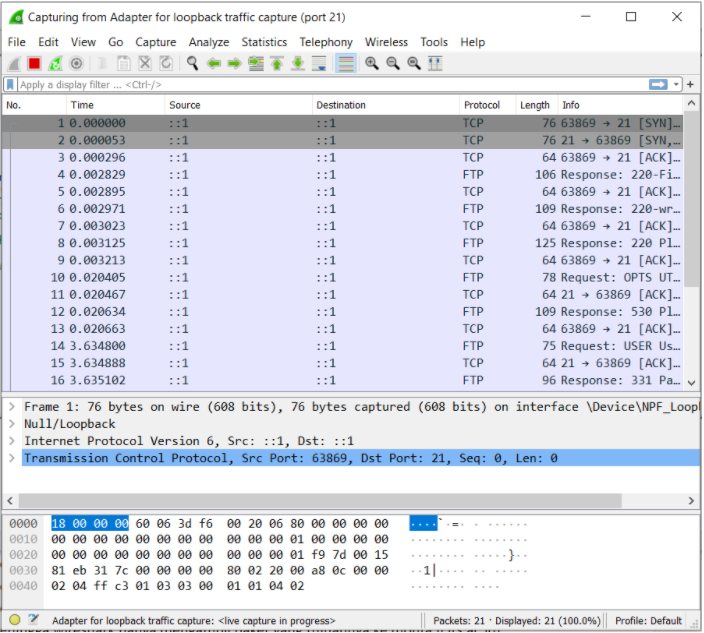 Capturing from Adapter for loopback traffic capture (port 21)
File Edit View Go Capture Analyze Statistics Telephony Wireless Tools Help
Apply a display filter ... <Ctrl-/>
No. Time Source Destination Protocol Length Info
1 0.000000 ::1 ::1 TCP 76 63869 → 21 [SYN]…
2 0.000053 ::1 ::1 TCP 76 21 → 63869 [SYN,…
3 0.000296 ::1 ::1 TCP 64 63869 → 21 [ACK]…
4 0.002829 ::1 ::1 FTP 106 Response: 220-Fi…
5 0.002895 ::1 ::1 TCP 64 63869 → 21 [ACK]…
6 0.002971 ::1 ::1 FTP 109 Response: 220-wr…
7 0.003023 ::1 ::1 TCP 64 63869 → 21 [ACK]…
8 0.003125 ::1 ::1 FTP 125 Response: 220 Pl…
9 0.003213 ::1 ::1 TCP 64 63869 → 21 [ACK]…
10 0.020405 ::1 ::1 FTP 78 Request: OPTS UT…
11 0.020467 ::1 ::1 TCP 64 21 → 63869 [ACK]…
12 0.020634 ::1 ::1 FTP 109 Response: 530 Pl…
13 0.020663 ::1 ::1 TCP 64 63869 → 21 [ACK]…
14 3.634800 ::1 ::1 FTP 75 Request: USER Us…
15 3.634888 ::1 ::1 TCP 64 21 → 63869 [ACK]…
16 3.635102 ::1 ::1 FTP 96 Response: 331 Pa…
Frame 1: 76 bytes on wire (608 bits), 76 bytes captured (608 bits) on interface \Device\NPF_Loop
Null/Loopback
Internet Protocol Version 6, Src: ::1, Dst: ::1
Transmission Control Protocol, Src Port: 63869, Dst Port: 21, Seq: 0, Len: 0
0000 18 00 00 00 60 06 3d f6 00 20 06 80 00 00 00 00 ····`·=· · ······
0010 00 00 00 00 00 00 00 00 00 00 00 01 00 00 00 00 ········ ········
0020 00 00 00 00 00 00 00 00 00 00 00 01 f9 7d 00 15 ········ ·····}··
0030 81 eb 31 7c 00 00 00 00 80 02 20 00 a8 0c 00 00 ··1|···· ·· ·····
0040 02 04 ff c3 01 03 03 00 01 01 04 02 ········ ····
Adapter for loopback traffic capture: <live capture in progress> Packets: 21 · Displayed: 21 (100.0%) Profile: Default